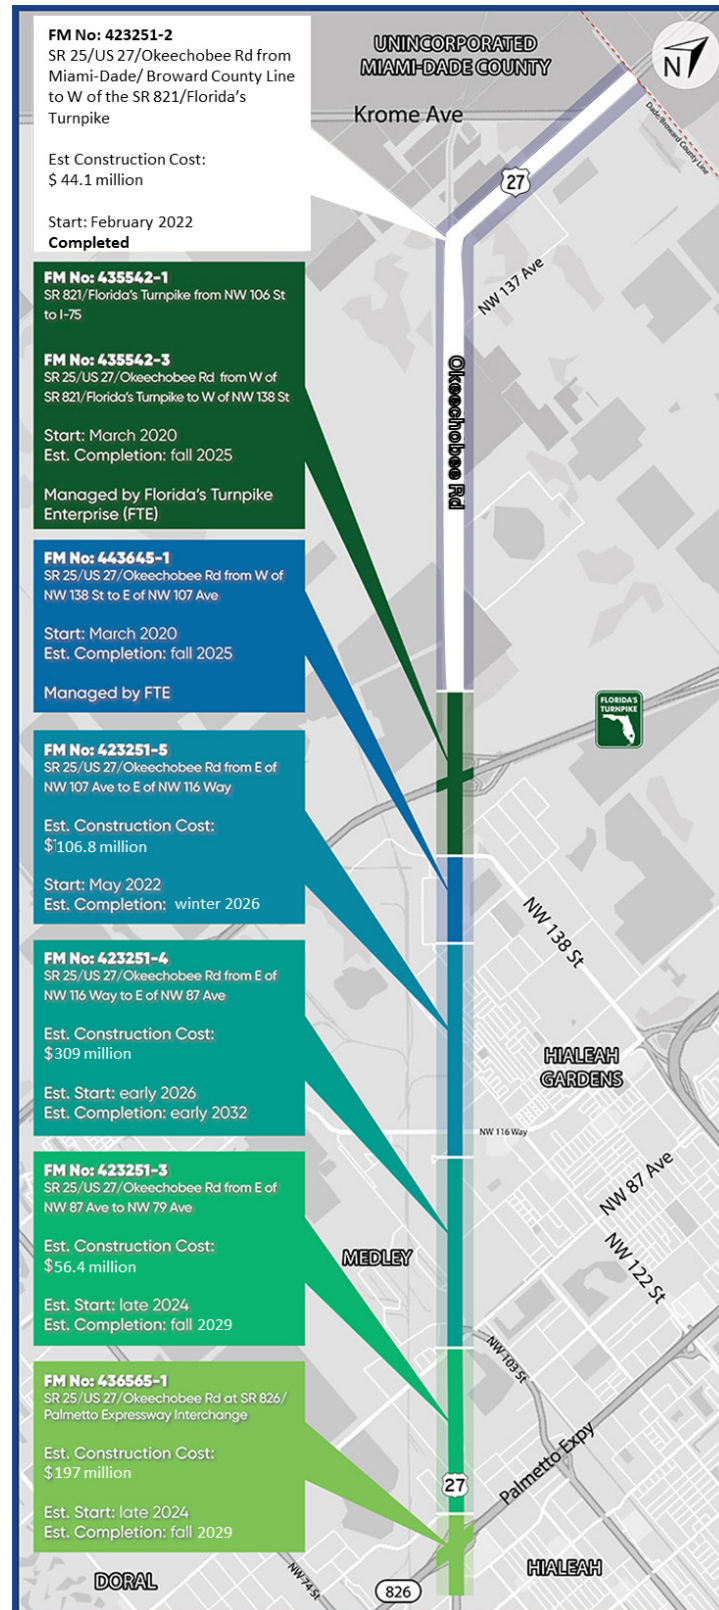 FM No: 423251-2
SR 25/US 27/Okeechobee Rd from
Miami-Dade/ Broward County Line
to W of the SR 821/Florida's
Turnpike
Est Construction Cost:
$ 44.1 million
Start: February 2022
Completed
FM No: 435542-1
SR 821/Florida's Turnpike from NW 106 St
to I-75
FM No: 435542-3
SR 25/US 27/Okeechobee Rd from W of
SR 821/Florida's Turnpike to W of NW 138 St
Start: March 2020
Est. Completion: fall 2025
Managed by Florida's Turnpike
Enterprise (FTE)
FM No: 443645-1
SR 25/US 27/Okeechobee Rd from W of
NW 138 St to E of NW 107 Ave
Start: March 2020
Est. Completion: fall 2025
Managed by FTE
FM No: 423251-5
SR 25/US 27/Okeechobee Rd from E of
NW 107 Ave to E of NW 116 Way
Est. Construction Cost:
$106.8 million
Start: May 2022
Est. Completion: winter 2026
FM No: 423251-4
SR 25/US 27/Okeechobee Rd from E of
NW 116 Way to E of NW 87 Ave
Est. Construction Cost:
$309 million
Est. Start: early 2026
Est. Completion: early 2032
FM No: 423251-3
SR 25/US 27/Okeechobee Rd from E of
NW 87 Ave to NW 79 Ave
Est. Construction Cost:
$56.4 million
Est. Start: late 2024
Est. Completion: fall 2029
FM No: 436565-1
SR 25/US 27/Okeechobee Rd at SR 826/
Palmetto Expressway Interchange
Est. Construction Cost:
$197 million
Est. Start: late 2024
Est. Completion: fall 2029
UNINCORPORATED
MIAMI-DADE COUNTY
N
Krome Ave
Dade/Broward County Line
27
NW 137 Ave
Okeechobee Rd
FLORIDA'S
TURNPIKE
NW 138 St
HIALEAH
GARDENS
NW 116 Way
NW 87 Ave
NW 122 St
MEDLEY
NW 103 St
Palmetto Expy
27
HIALEAH
DORAL
NW 74 St
826